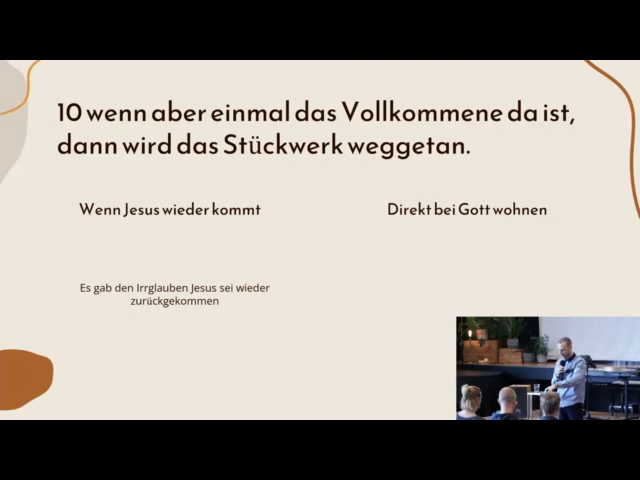 10 wenn aber einmal das Vollkommene da ist,
dann wird das Stückwerk weggetan.
Wenn Jesus wieder kommt
Direkt bei Gott wohnen
Es gab den Irrglauben Jesus sei wieder
zurückgekommen